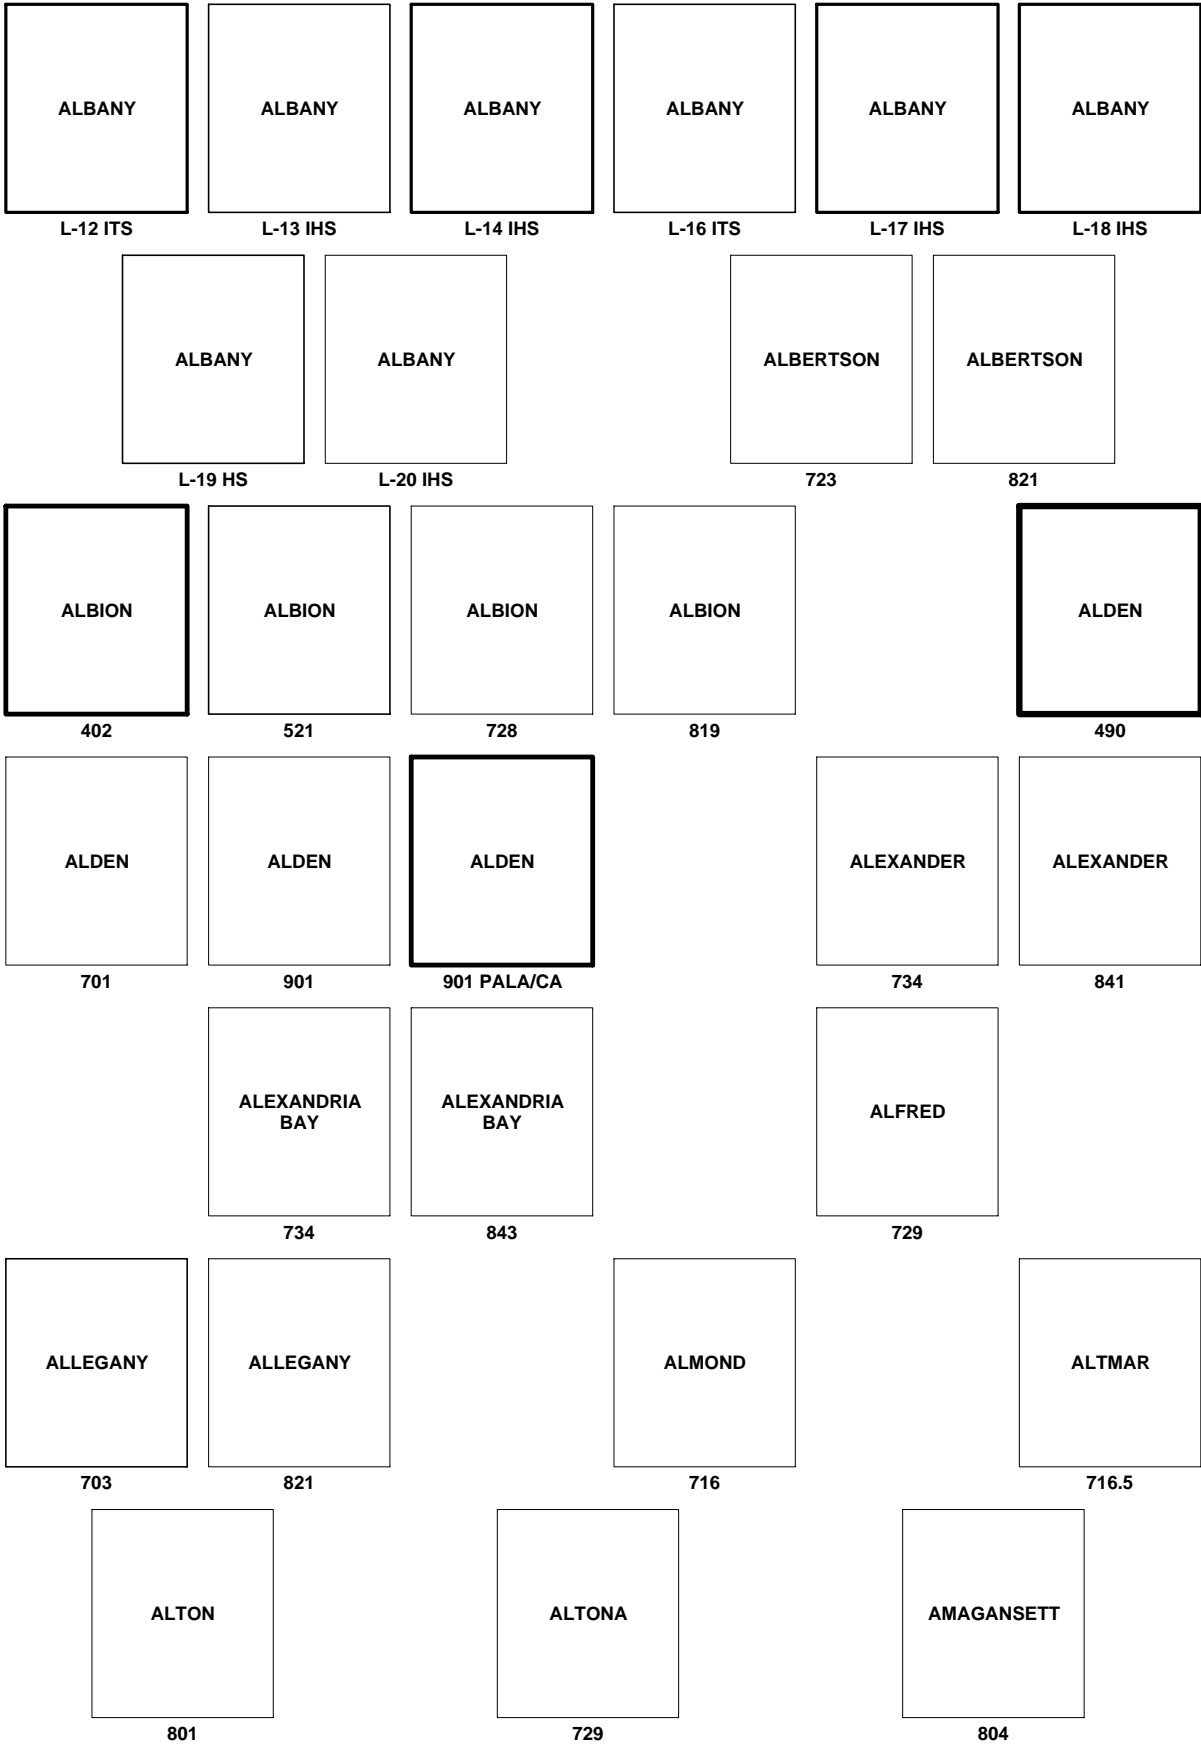 ALBANY ALBANY ALBANY ALBANY ALBANY ALBANY
L-12 ITS L-13 IHS L-14 IHS L-16 ITS L-17 IHS L-18 IHS
ALBANY ALBANY ALBERTSON ALBERTSON
L-19 HS L-20 IHS 723 821
ALBION ALBION ALBION ALBION ALDEN
402 521 728 819 490
ALDEN ALDEN ALDEN ALEXANDER ALEXANDER
701 901 901 PALA/CA 734 841
ALEXANDRIA ALEXANDRIA ALFRED
BAY BAY
734 843 729
ALLEGANY ALLEGANY ALMOND ALTMAR
703 821 716 716.5
ALTON ALTONA AMAGANSETT
801 729 804